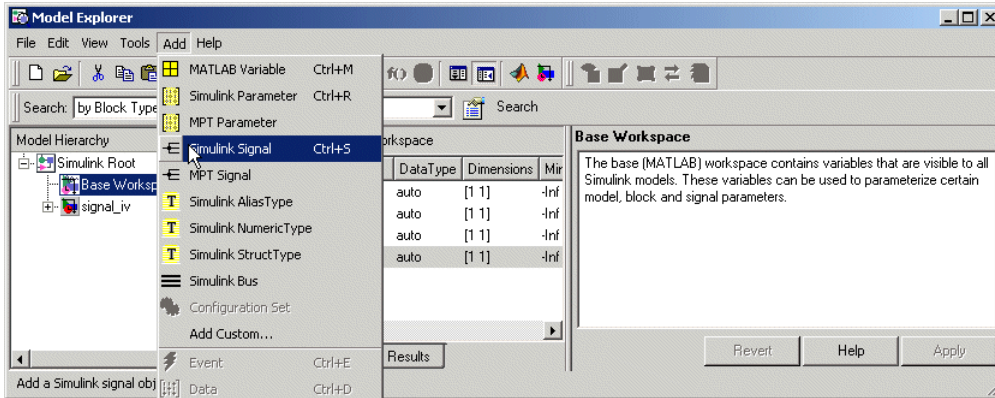 Model Explorer
File Edit View Tools Add Help
Search: by Block Type
Search
MATLAB Variable Ctrl+M
Simulink Parameter Ctrl+R
MPT Parameter
Simulink Signal Ctrl+S
MPT Signal
Simulink AliasType
Simulink NumericType
Simulink StructType
Simulink Bus
Configuration Set
Add Custom...
Event Ctrl+E
Data Ctrl+D
Model Hierarchy
Simulink Root
Base Worksp
signal_iv
orkspace
DataType Dimensions Mir
auto [1 1] -Inf
auto [1 1] -Inf
auto [1 1] -Inf
auto [1 1] -Inf
Results
Base Workspace
The base (MATLAB) workspace contains variables that are visible to all
Simulink models. These variables can be used to parameterize certain
model, block and signal parameters.
Revert Help Apply
Add a Simulink signal obj